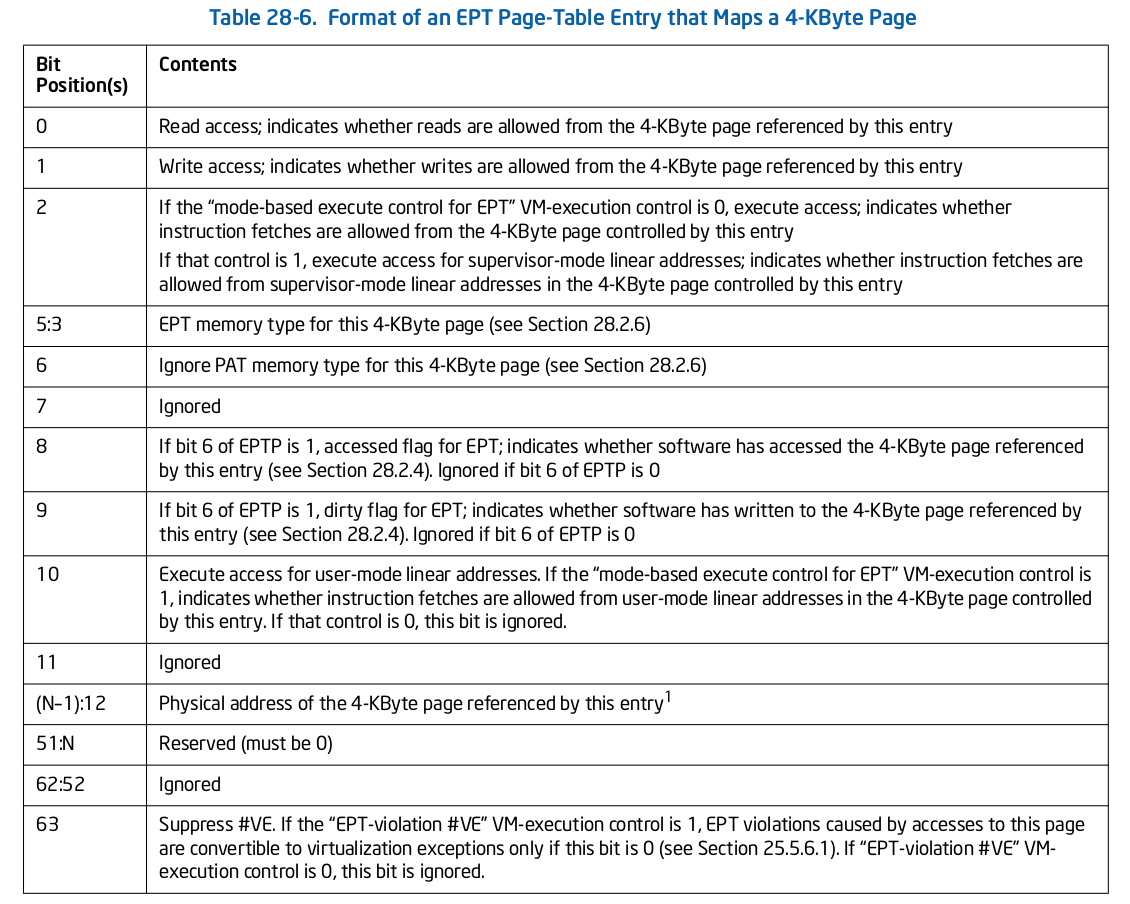 Table 28-6. Format of an EPT Page-Table Entry that Maps a 4-KByte Page
Bit
Position(s)
Contents
0
Read access; indicates whether reads are allowed from the 4-KByte page referenced by this entry
1
Write access; indicates whether writes are allowed from the 4-KByte page referenced by this entry
2
If the “mode-based execute control for EPT” VM-execution control is 0, execute access; indicates whether
instruction fetches are allowed from the 4-KByte page controlled by this entry
If that control is 1, execute access for supervisor-mode linear addresses; indicates whether instruction fetches are
allowed from supervisor-mode linear addresses in the 4-KByte page controlled by this entry
5:3
EPT memory type for this 4-KByte page (see Section 28.2.6)
6
Ignore PAT memory type for this 4-KByte page (see Section 28.2.6)
7
Ignored
8
If bit 6 of EPTP is 1, accessed flag for EPT; indicates whether software has accessed the 4-KByte page referenced
by this entry (see Section 28.2.4). Ignored if bit 6 of EPTP is 0
9
If bit 6 of EPTP is 1, dirty flag for EPT; indicates whether software has written to the 4-KByte page referenced by
this entry (see Section 28.2.4). Ignored if bit 6 of EPTP is 0
10
Execute access for user-mode linear addresses. If the “mode-based execute control for EPT” VM-execution control is
1, indicates whether instruction fetches are allowed from user-mode linear addresses in the 4-KByte page controlled
by this entry. If that control is 0, this bit is ignored.
11
Ignored
(N–1):12
Physical address of the 4-KByte page referenced by this entry1
51:N
Reserved (must be 0)
62:52
Ignored
63
Suppress #VE. If the “EPT-violation #VE” VM-execution control is 1, EPT violations caused by accesses to this page
are convertible to virtualization exceptions only if this bit is 0 (see Section 25.5.6.1). If “EPT-violation #VE” VM-
execution control is 0, this bit is ignored.